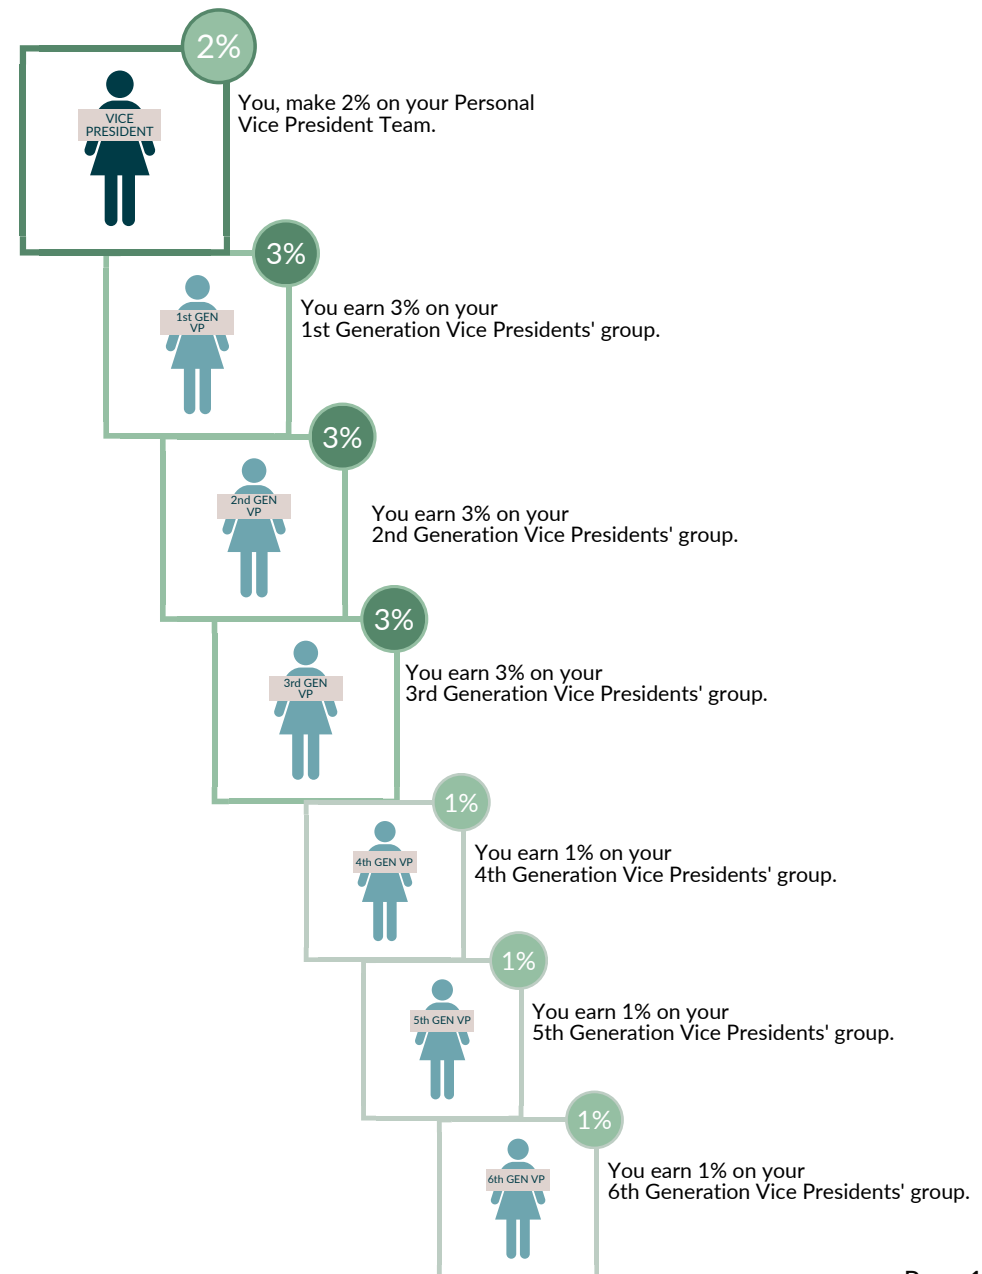 2%
You, make 2% on your Personal
Vice President Team.
VICE
PRESIDENT
3%
You earn 3% on your
1st Generation Vice Presidents' group.
1st GEN
VP
3%
You earn 3% on your
2nd Generation Vice Presidents' group.
2nd GEN
VP
3%
You earn 3% on your
3rd Generation Vice Presidents' group.
3rd GEN
VP
1%
You earn 1% on your
4th Generation Vice Presidents' group.
4th GEN VP
1%
You earn 1% on your
5th Generation Vice Presidents' group.
5th GEN VP
1%
You earn 1% on your
6th Generation Vice Presidents' group.
6th GEN VP